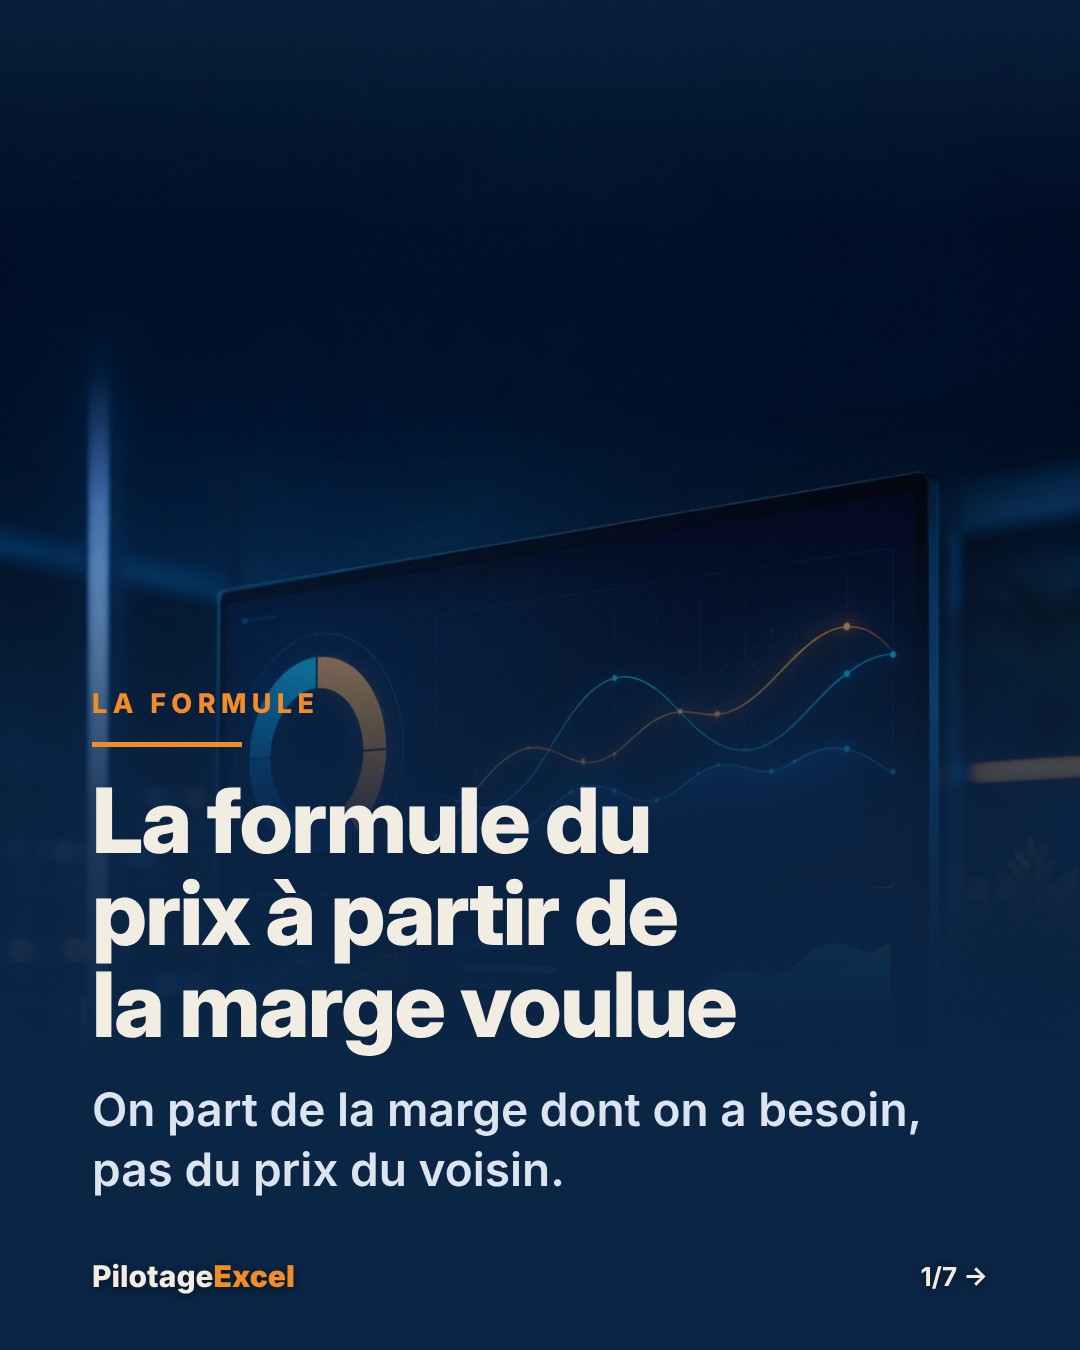 LA FORMULE
La formule du
prix à partir de
la marge voulue
On part de la marge dont on a besoin,
pas du prix du voisin.
PilotageExcel
1/7 →